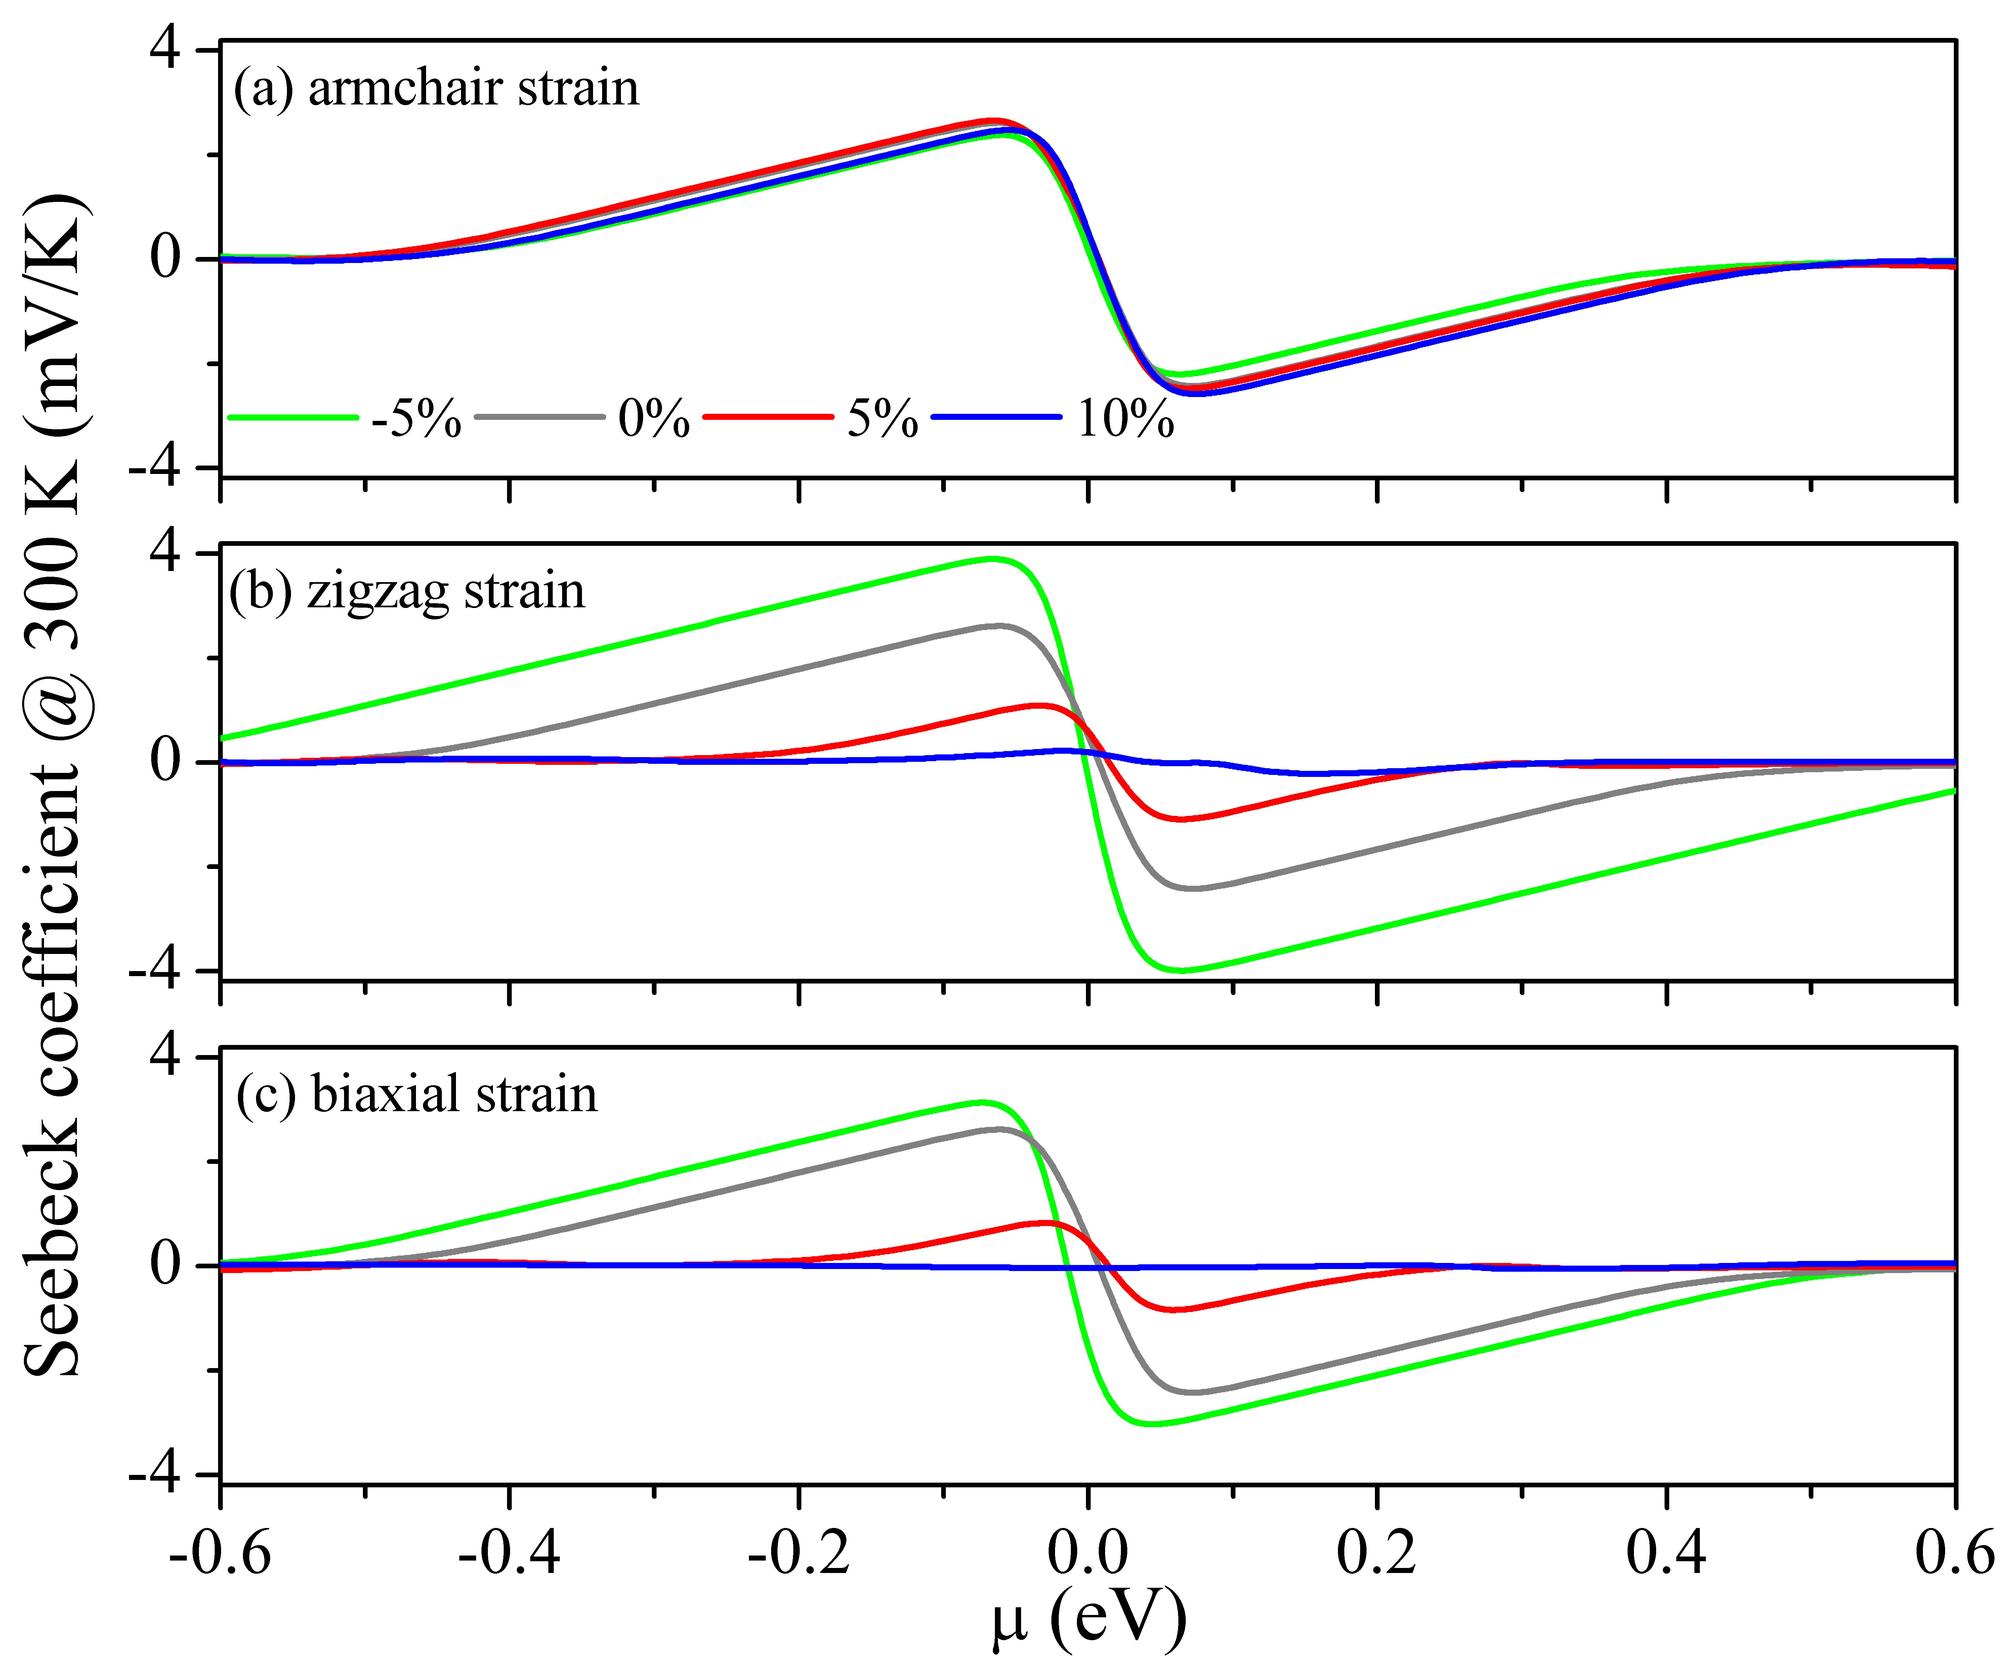 Seebeck coefficient @ 300 K (mV/K)
4
0
-4
(a) armchair strain
-5% 0% 5% 10%
4
0
-4
(b) zigzag strain
4
0
-4
(c) biaxial strain
-0.6 -0.4 -0.2 0.0 0.2 0.4 0.6
μ (eV)